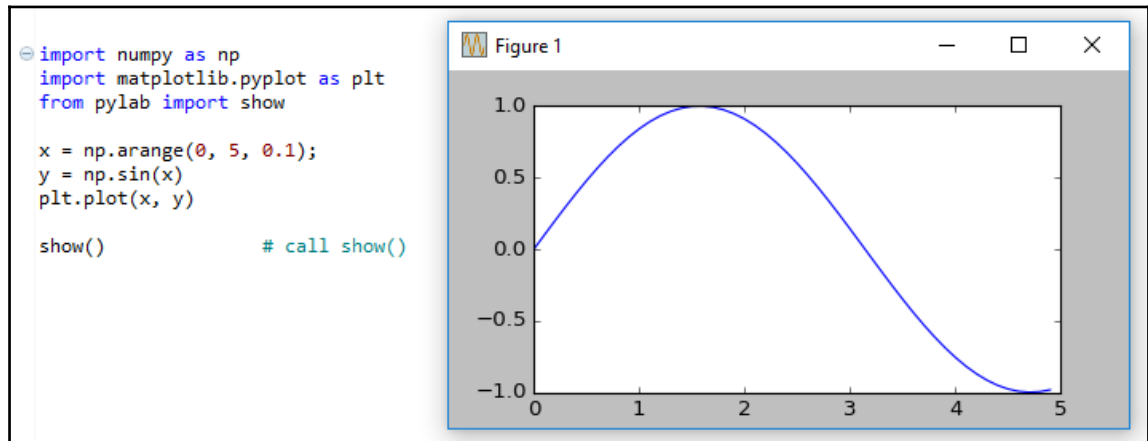 import numpy as np
import matplotlib.pyplot as plt
from pylab import show
x = np.arange(0, 5, 0.1);
y = np.sin(x)
plt.plot(x, y)
show()               # call show()
Figure 1
1.0
0.5
0.0
−0.5
−1.0
0 1 2 3 4 5